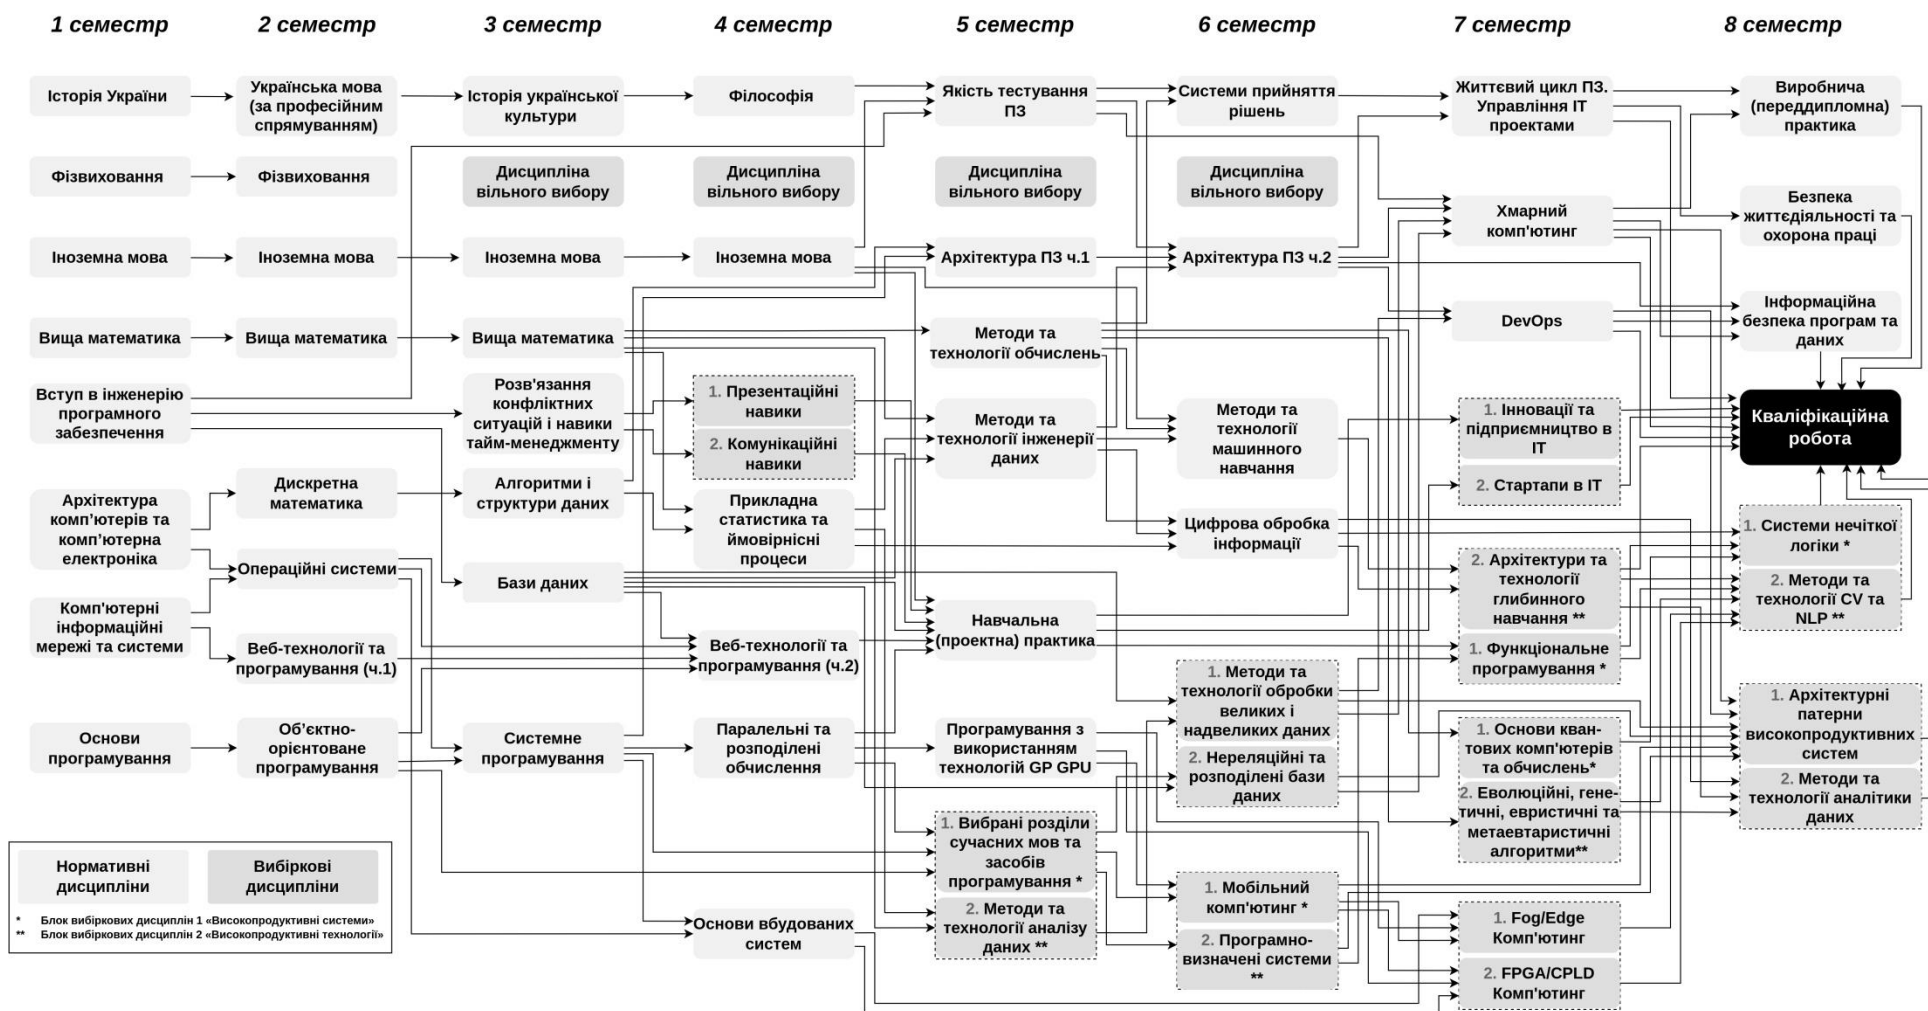 1 семестр
2 семестр
3 семестр
4 семестр
5 семестр
6 семестр
7 семестр
8 семестр
Історія України
Українська мова
(за професійним
спрямуванням)
Історія української
культури
Філософія
Якість тестування
ПЗ
Системи прийняття
рішень
Життєвий цикл ПЗ.
Управління ІТ
проектами
Виробнича
(переддипломна)
практика
Фізвиховання
Фізвиховання
Дисципліна
вільного вибору
Дисципліна
вільного вибору
Дисципліна
вільного вибору
Дисципліна
вільного вибору
Хмарний
комп'ютинг
Безпека
життєдіяльності та
охорона праці
Іноземна мова
Іноземна мова
Іноземна мова
Іноземна мова
Архітектура ПЗ ч.1
Архітектура ПЗ ч.2
DevOps
Інформаційна
безпека програм та
даних
Вища математика
Вища математика
Вища математика
Методи та
технології обчислень
Вступ в інженерію
програмного
забезпечення
Розв'язання
конфліктних
ситуацій і навики
тайм-менеджменту
1. Презентаційні
навики
2. Комунікаційні
навики
Методи та
технології інженерії
даних
Методи та
технології
машинного
навчання
1. Інновації та
підприємництво в
ІТ
2. Стартапи в ІТ
Кваліфікаційна
робота
Архітектура
комп’ютерів та
комп’ютерна
електроніка
Дискретна
математика
Алгоритми і
структури даних
Прикладна
статистика та
ймовірнісні
процеси
Цифрова обробка
інформації
1. Системи нечіткої
логіки *
2. Методи та
технології CV та
NLP **
Операційні системи
Бази даних
2. Архітектури та
технології
глибинного
навчання **
1. Функціональне
програмування *
Комп'ютерні
інформаційні
мережі та системи
Веб-технології та
програмування (ч.1)
Веб-технології та
програмування (ч.2)
Навчальна
(проектна) практика
1. Методи та
технології обробки
великих і
надвеликих даних
2. Нереляційні та
розподілені бази
даних
Основи
програмування
Об’єктно-
орієнтоване
програмування
Системне
програмування
Паралельні та
розподілені
обчислення
Програмування з
використанням
технологій GP GPU
1. Основи кван-
тових комп'ютерів
та обчислень*
2. Еволюційні, гене-
тичні, евристичні та
метаевтаристичні
алгоритми**
1. Архітектурні
патерни
високопродуктивних
систем
2. Методи та
технології аналітики
даних
1. Вибрані розділи
сучасних мов та
засобів
програмування *
2. Методи та
технології аналізу
даних **
1. Мобільний
комп'ютинг *
2. Програмно-
визначені системи
**
Основи вбудованих
систем
1. Fog/Edge
Комп'ютинг
2. FPGA/CPLD
Комп'ютинг
Нормативні
дисципліни
Вибіркові
дисципліни
* Блок вибіркових дисциплін 1 «Високопродуктивні системи»
** Блок вибіркових дисциплін 2 «Високопродуктивні технології»